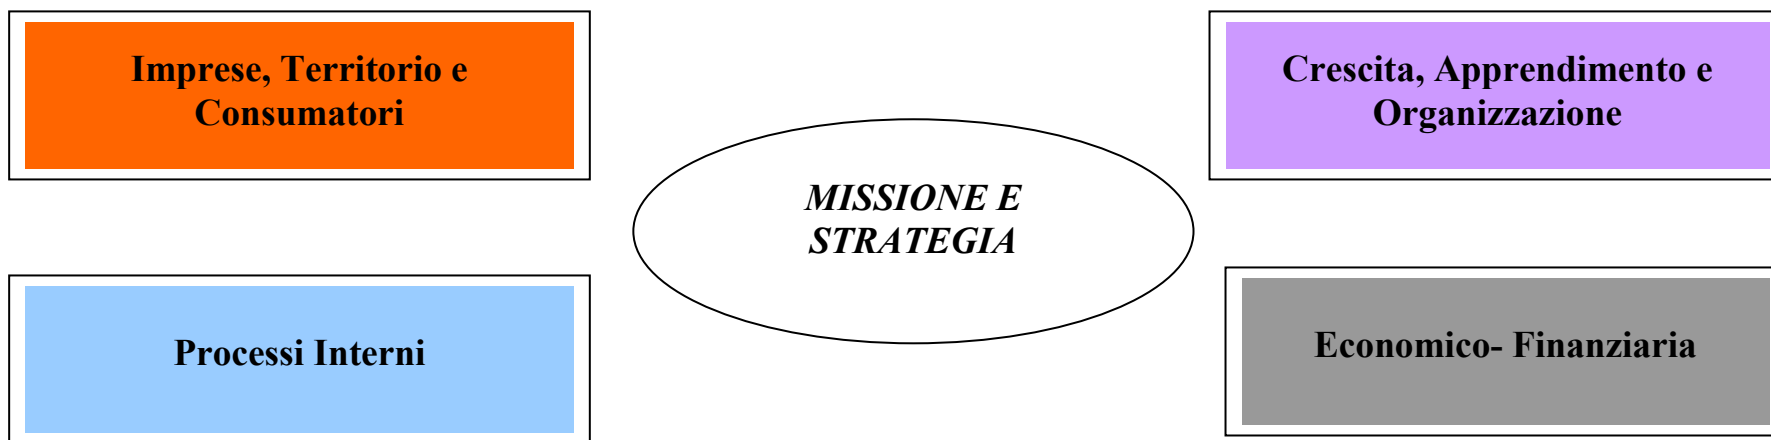 Imprese, Territorio e
Consumatori
Crescita, Apprendimento e
Organizzazione
MISSIONE E
STRATEGIA
Processi Interni
Economico- Finanziaria